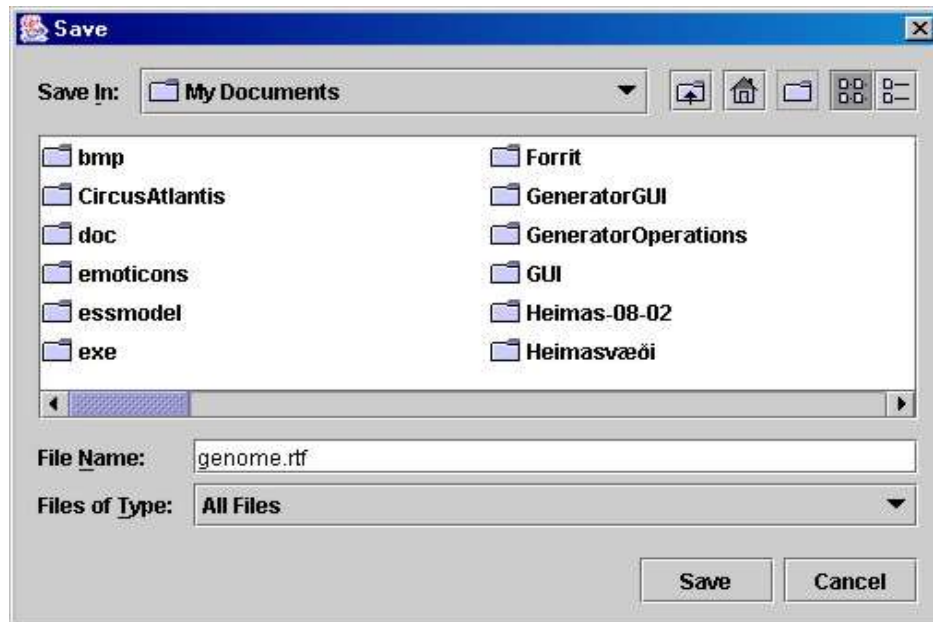 Save
Save In: My Documents
bmp
CircusAtlantis
doc
emoticons
essmodel
exe
Forrit
GeneratorGUI
GeneratorOperations
GUI
Heimas-08-02
Heimasvæði
File Name: genome.rtf
Files of Type: All Files
Save Cancel